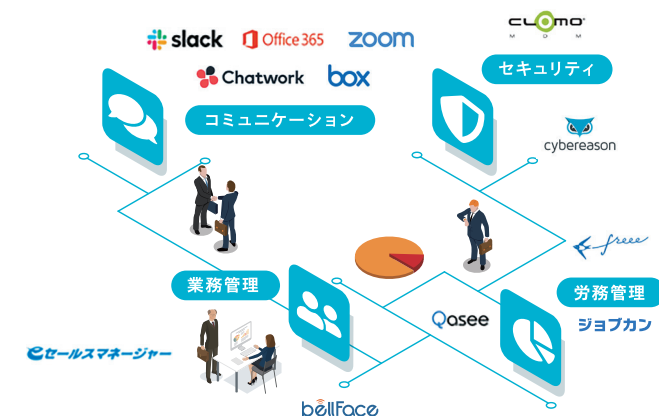 slack
Office 365
zoom
Chatwork
box
コミュニケーション
CLOMO
MDM
セキュリティ
cybereason
freee
業務管理
労務管理
Qasee
ジョブカン
eセールスマネージャー
bellFace